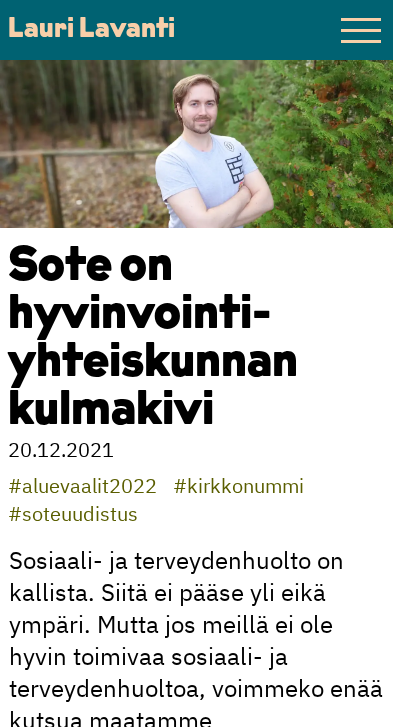 Lauri Lavanti
Sote on
hyvinvointi-
yhteiskunnan
kulmakivi
20.12.2021
#aluevaalit2022 #kirkkonummi
#soteuudistus
Sosiaali- ja terveydenhuolto on
kallista. Siitä ei pääse yli eikä
ympäri. Mutta jos meillä ei ole
hyvin toimivaa sosiaali- ja
terveydenhuoltoa, voimmeko enää
kutsua maatamme